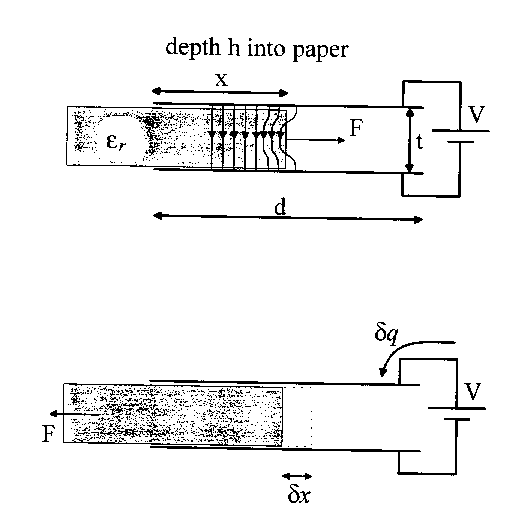 depth h into paper
x
εr
F
t
V
d
δq
V
F
δx